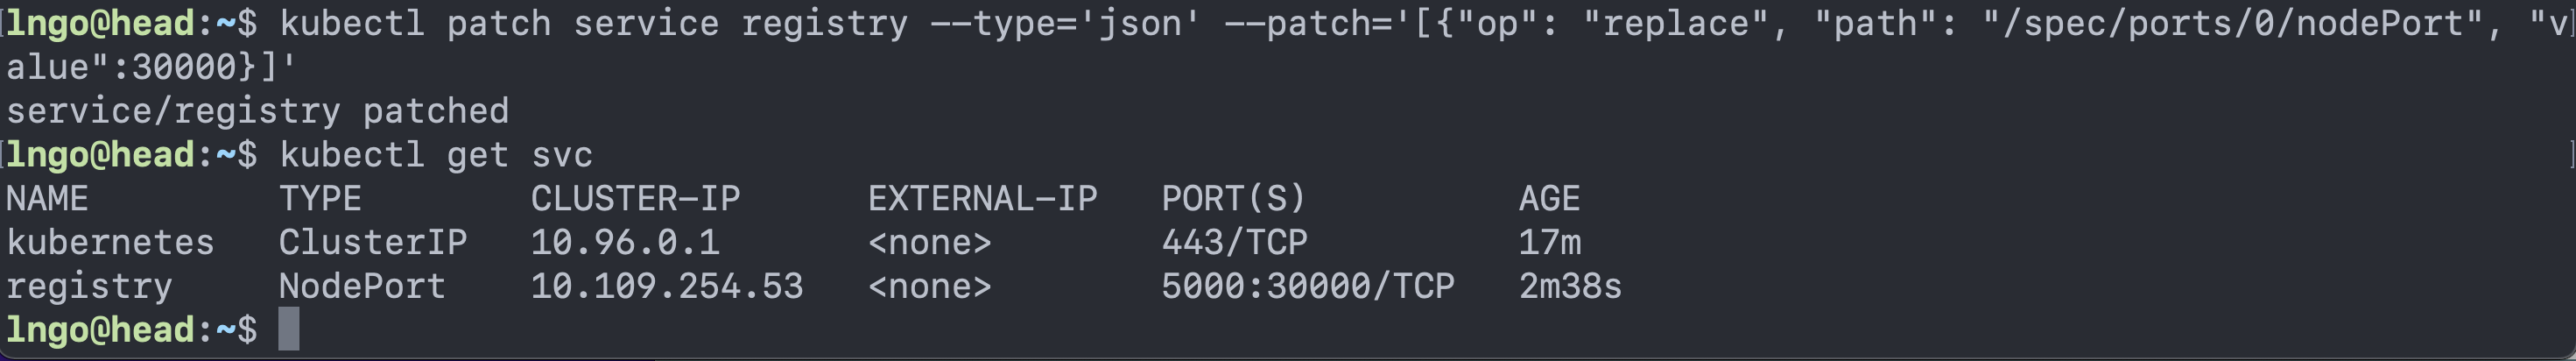 [lngo@head:~$ kubectl patch service registry --type='json' --patch='[{"op": "replace", "path": "/spec/ports/0/nodePort", "v]
alue":30000}]'
service/registry patched
[lngo@head:~$ kubectl get svc ]
NAME TYPE CLUSTER-IP EXTERNAL-IP PORT(S) AGE
kubernetes ClusterIP 10.96.0.1 <none> 443/TCP 17m
registry NodePort 10.109.254.53 <none> 5000:30000/TCP 2m38s
lngo@head:~$